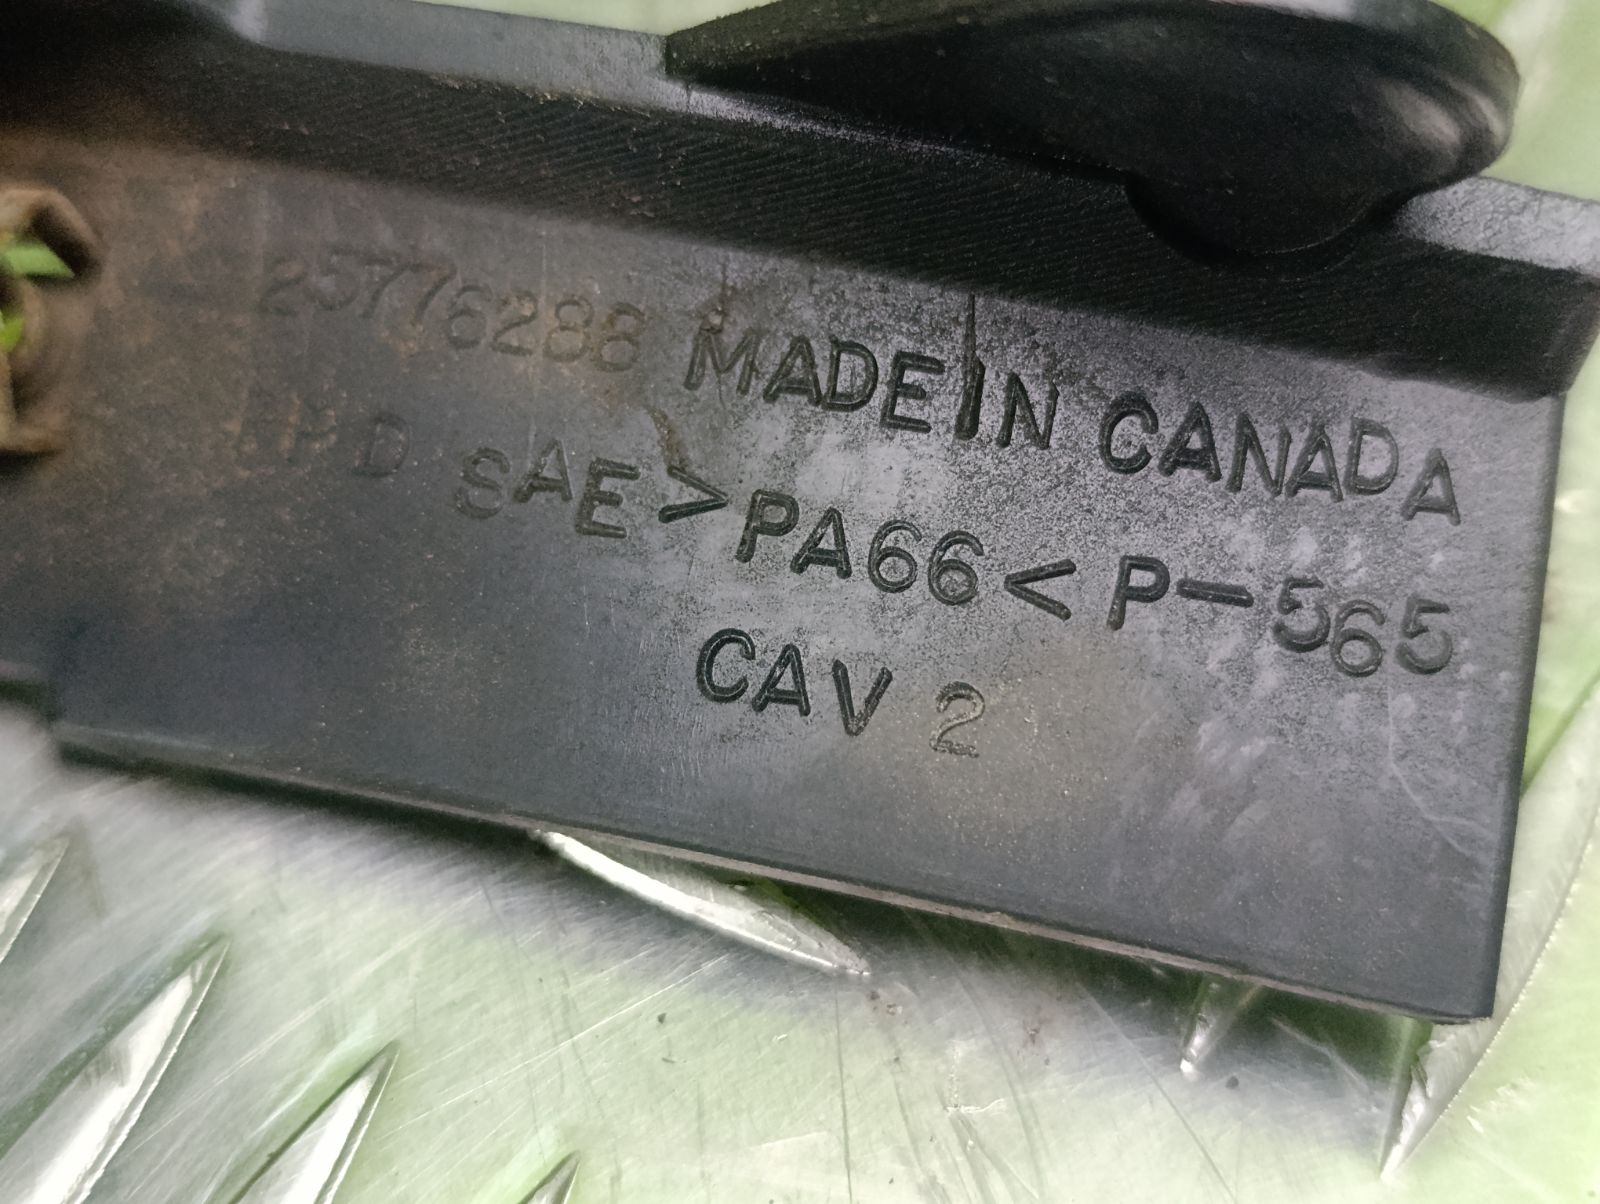 25776288 MADE IN CANADA
SAE >PA66< P-565
CAV 2